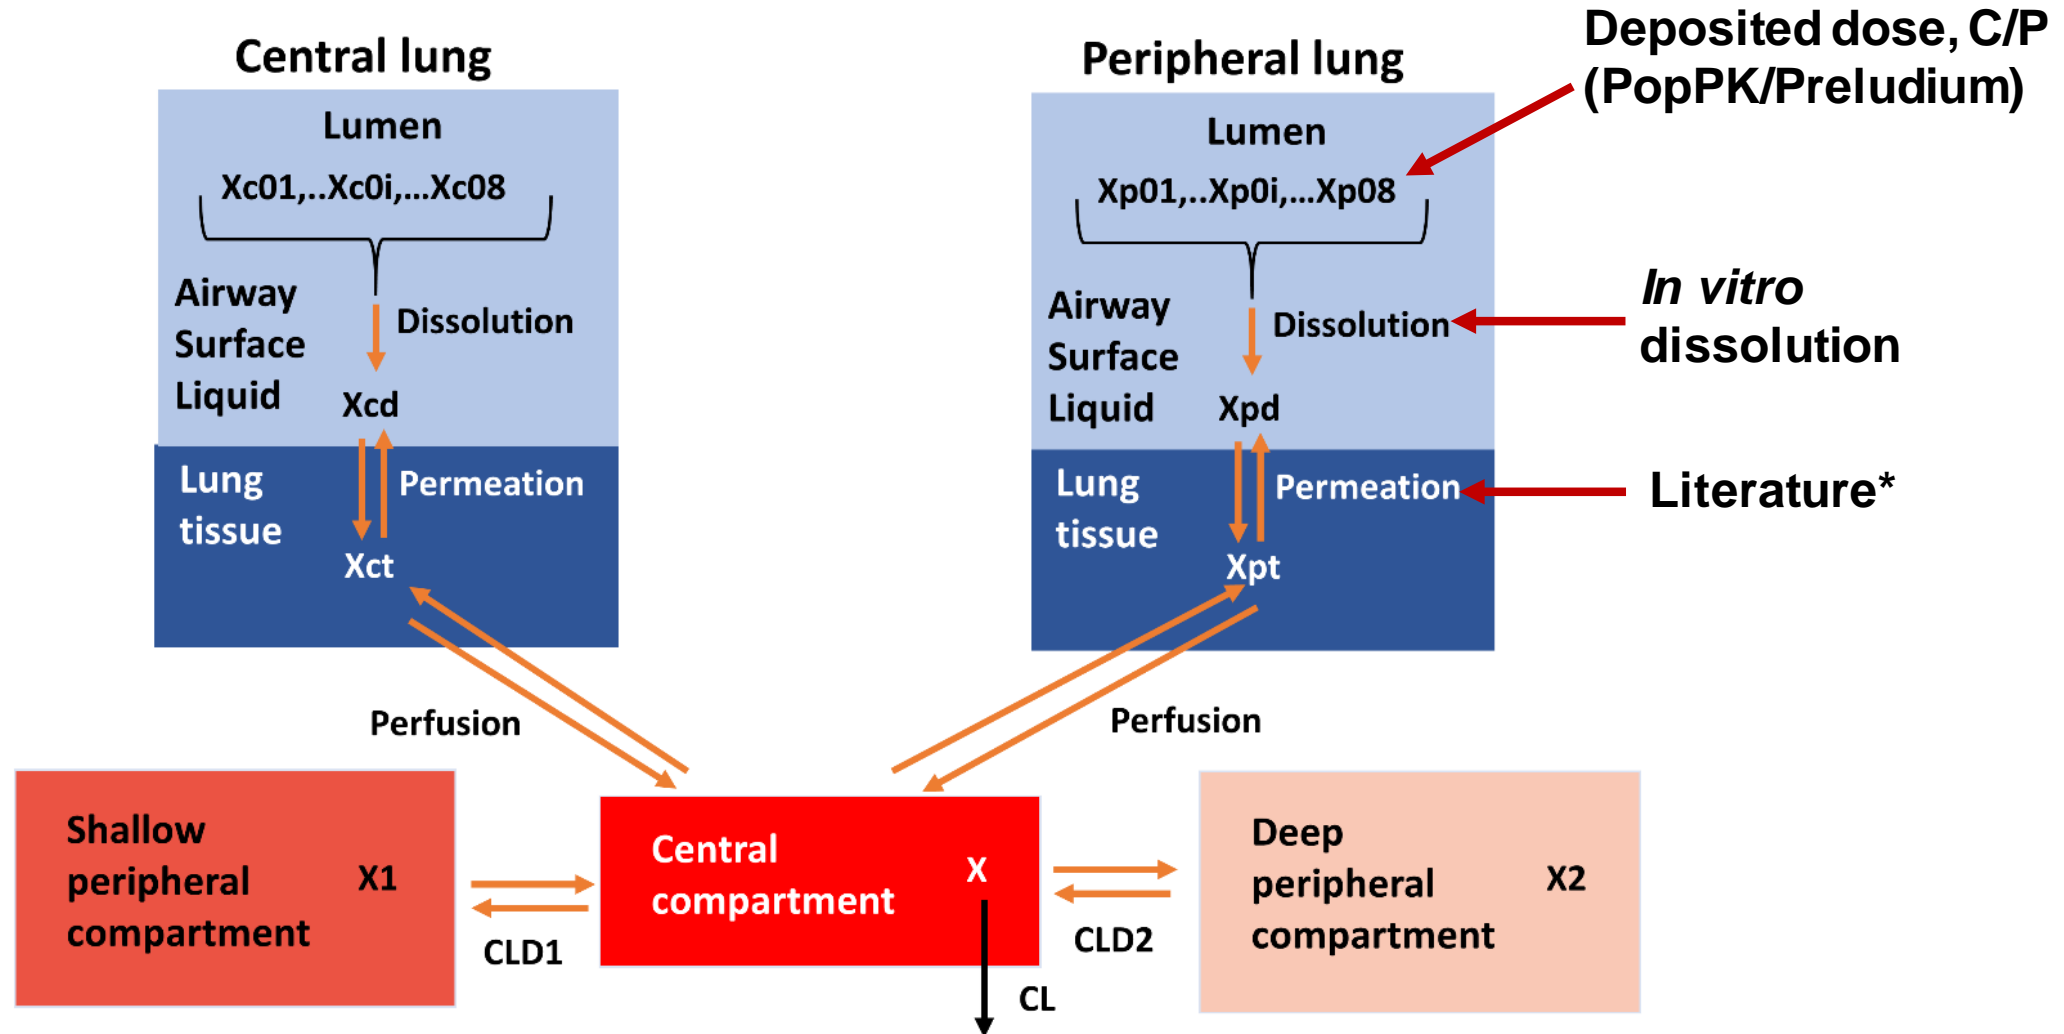 Central lung
Lumen
Xc01,..Xc0i,...Xc08
Airway
Surface
Liquid
Dissolution
Xcd
Lung
tissue
Permeation
Xct
Peripheral lung
Lumen
Xp01,..Xp0i,...Xp08
Airway
Surface
Liquid
Dissolution
Xpd
Lung
tissue
Permeation
Xpt
Deposited dose, C/P
(PopPK/Preludium)
In vitro
dissolution
Literature*
Perfusion
Perfusion
Shallow
peripheral
compartment
X1
CLD1
Central
compartment
X
CL
CLD2
Deep
peripheral
compartment
X2